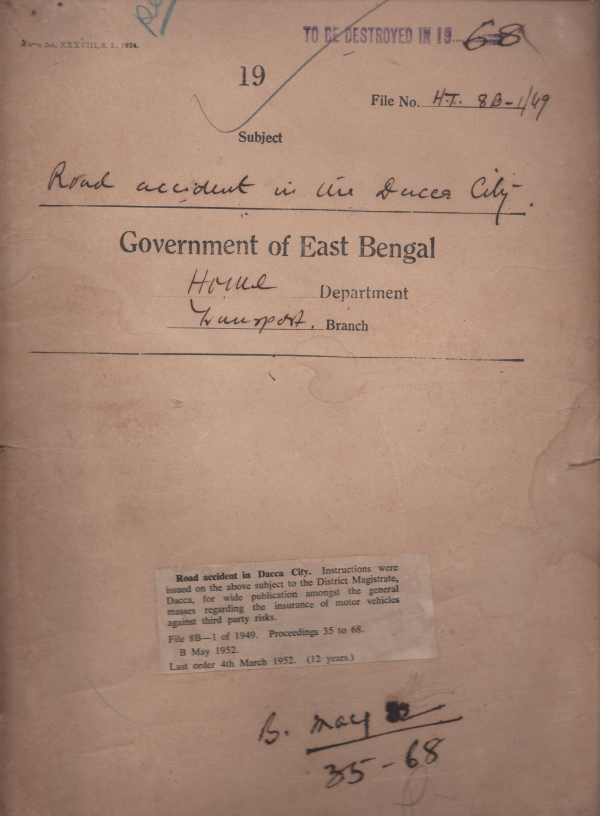 TO BE DESTROYED IN 19 68
Form No. XXXVIII, S. I., 1924.
19
File No. H.T. 8B-1/49
Subject
Road accident in the Dacca City.
Government of East Bengal
Home Department
Transport. Branch
Road accident in Dacca City. Instructions were
issued on the above subject to the District Magistrate,
Dacca, for wide publication amongst the general
masses regarding the insurance of motor vehicles
against third party risks.
File 8B—1 of 1949. Proceedings 35 to 68.
B May 1952.
Last order 4th March 1952. (12 years.)
B. May
35-68